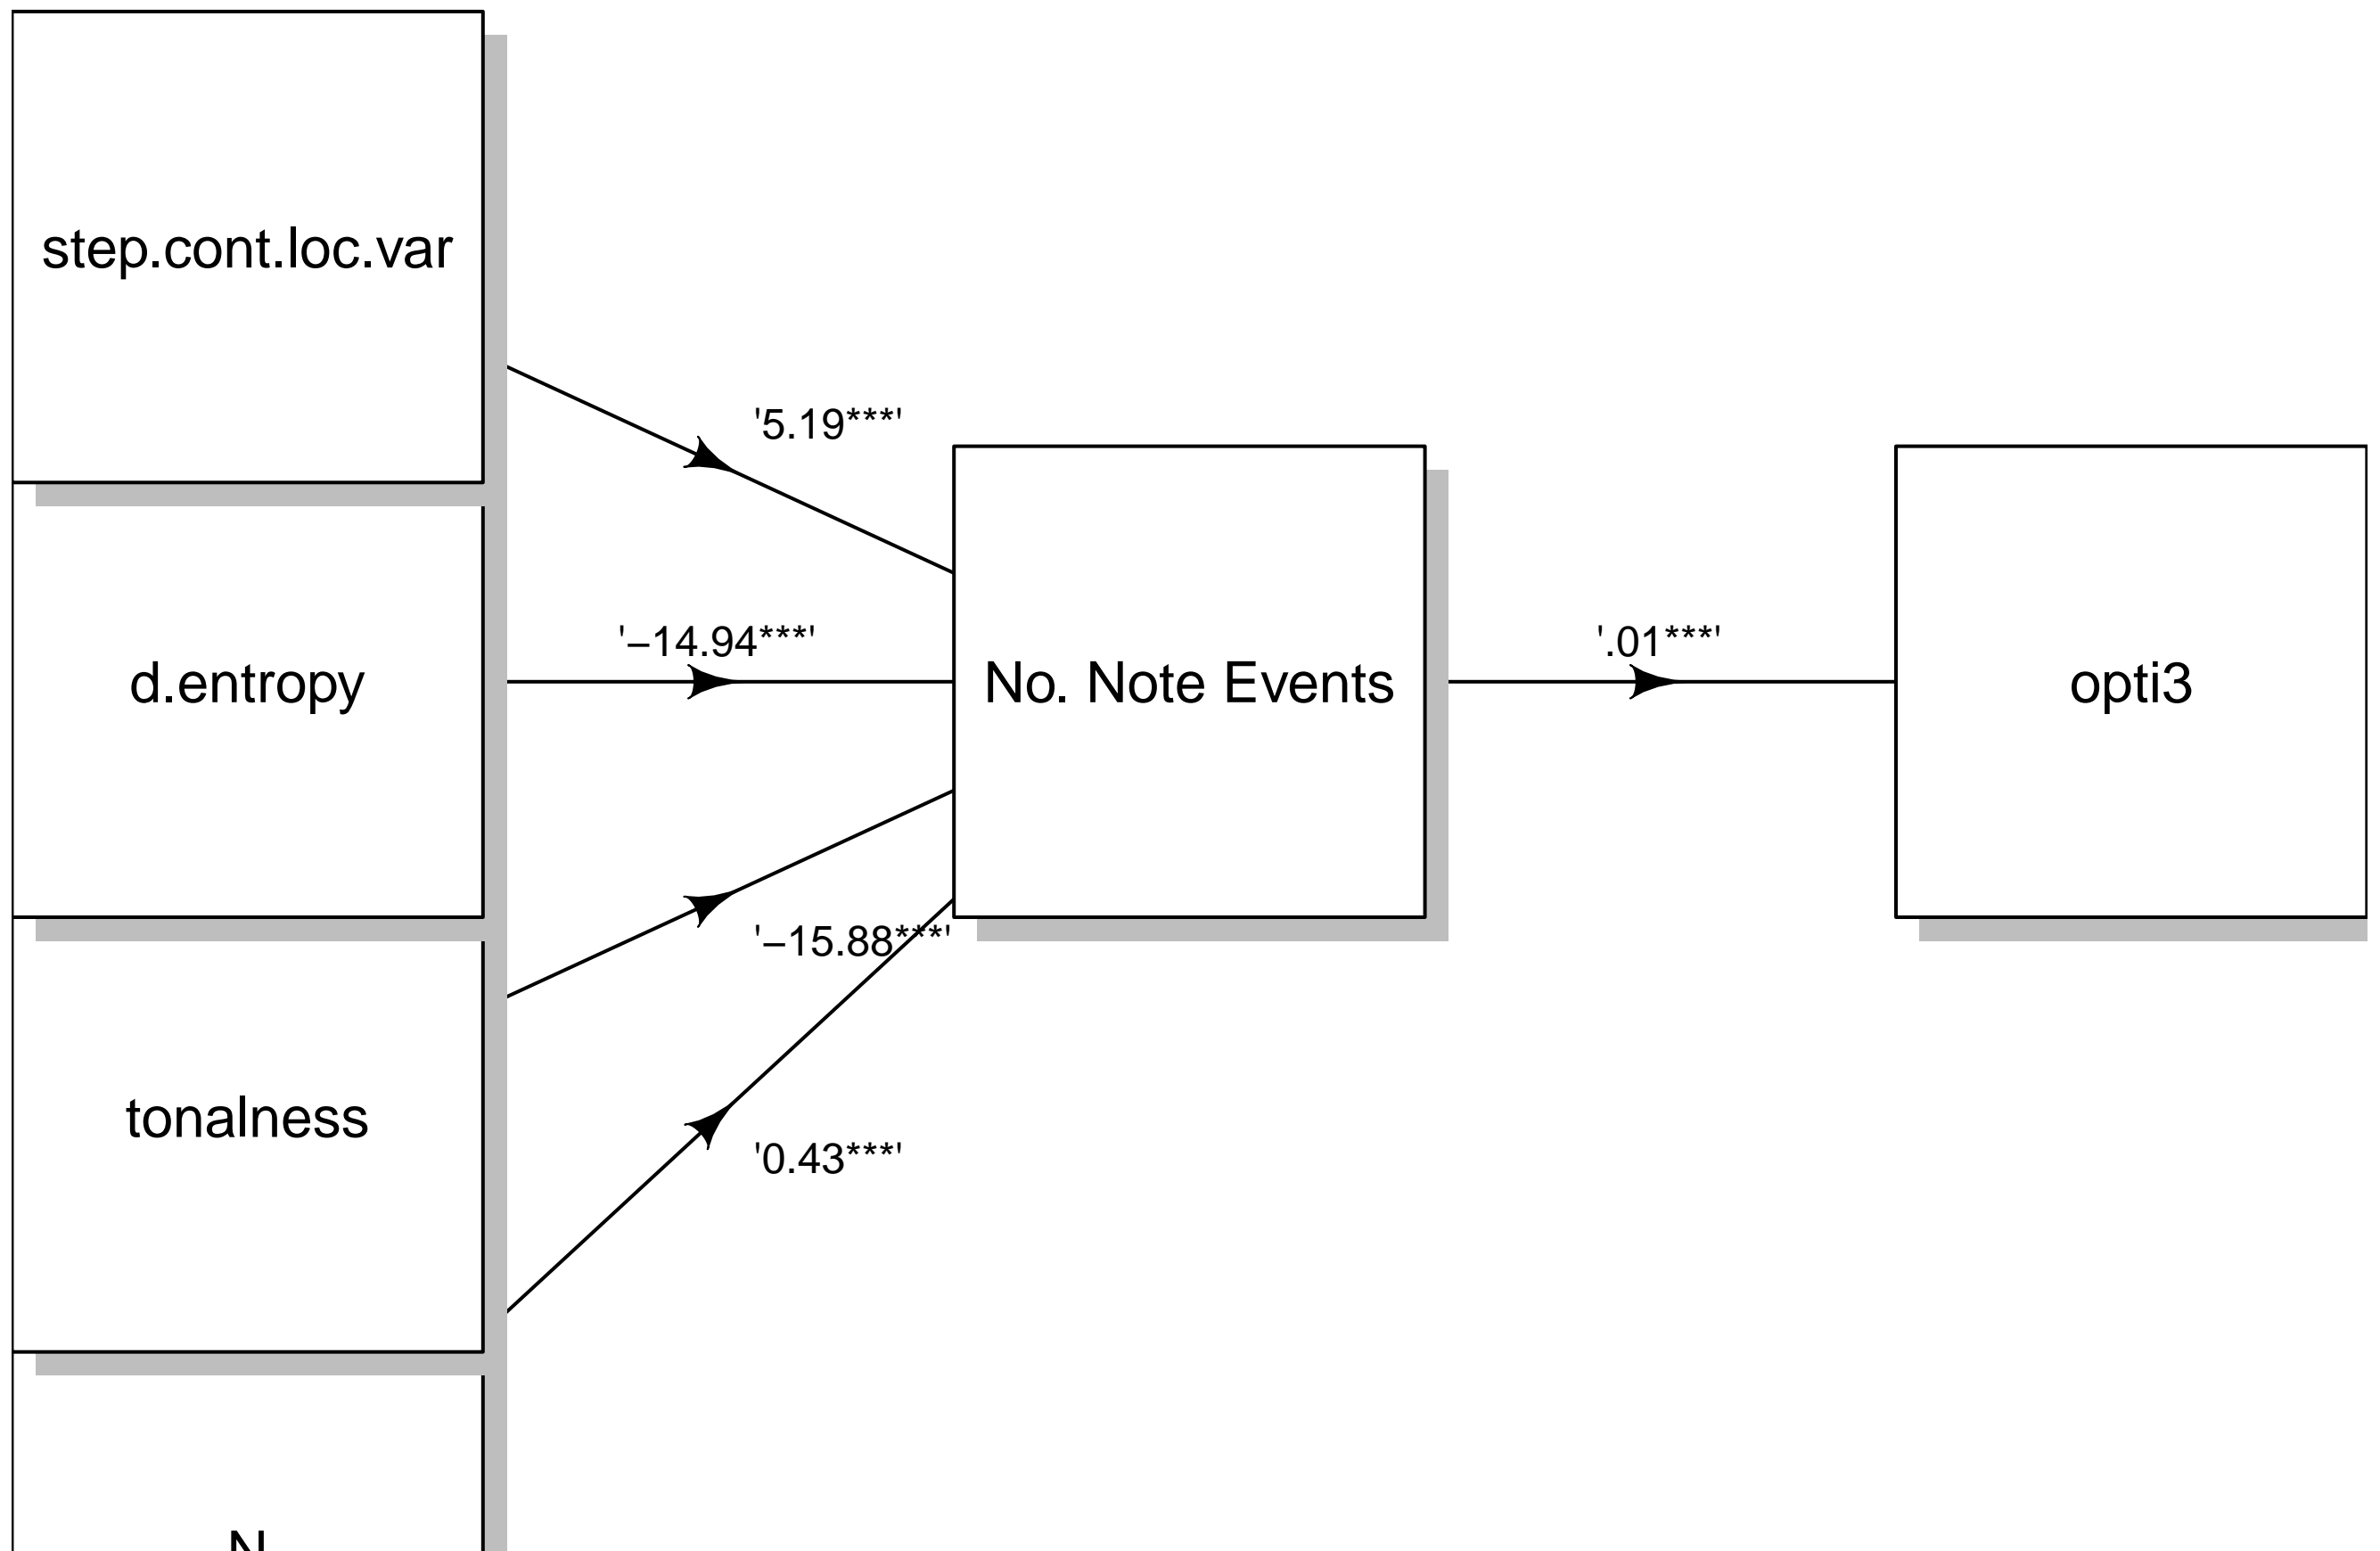 step.cont.loc.var
'5.19***'
d.entropy
'–14.94***'
No. Note Events
'.01***'
opti3
'–15.88***'
tonalness
'0.43***'
N